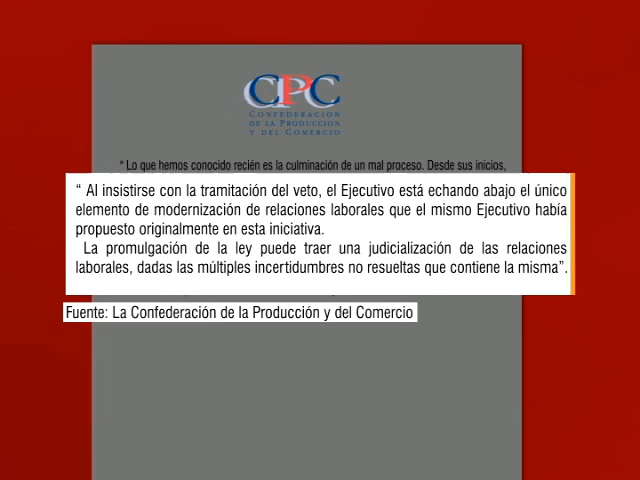 CPC
CONFEDERACION
DE LA PRODUCCION
Y DEL COMERCIO
“ Lo que hemos conocido recién es la culminación de un mal proceso. Desde sus inicios,
“ Al insistirse con la tramitación del veto, el Ejecutivo está echando abajo el único
elemento de modernización de relaciones laborales que el mismo Ejecutivo había
propuesto originalmente en esta iniciativa.
La promulgación de la ley puede traer una judicialización de las relaciones
laborales, dadas las múltiples incertidumbres no resueltas que contiene la misma”.
Fuente: La Confederación de la Producción y del Comercio